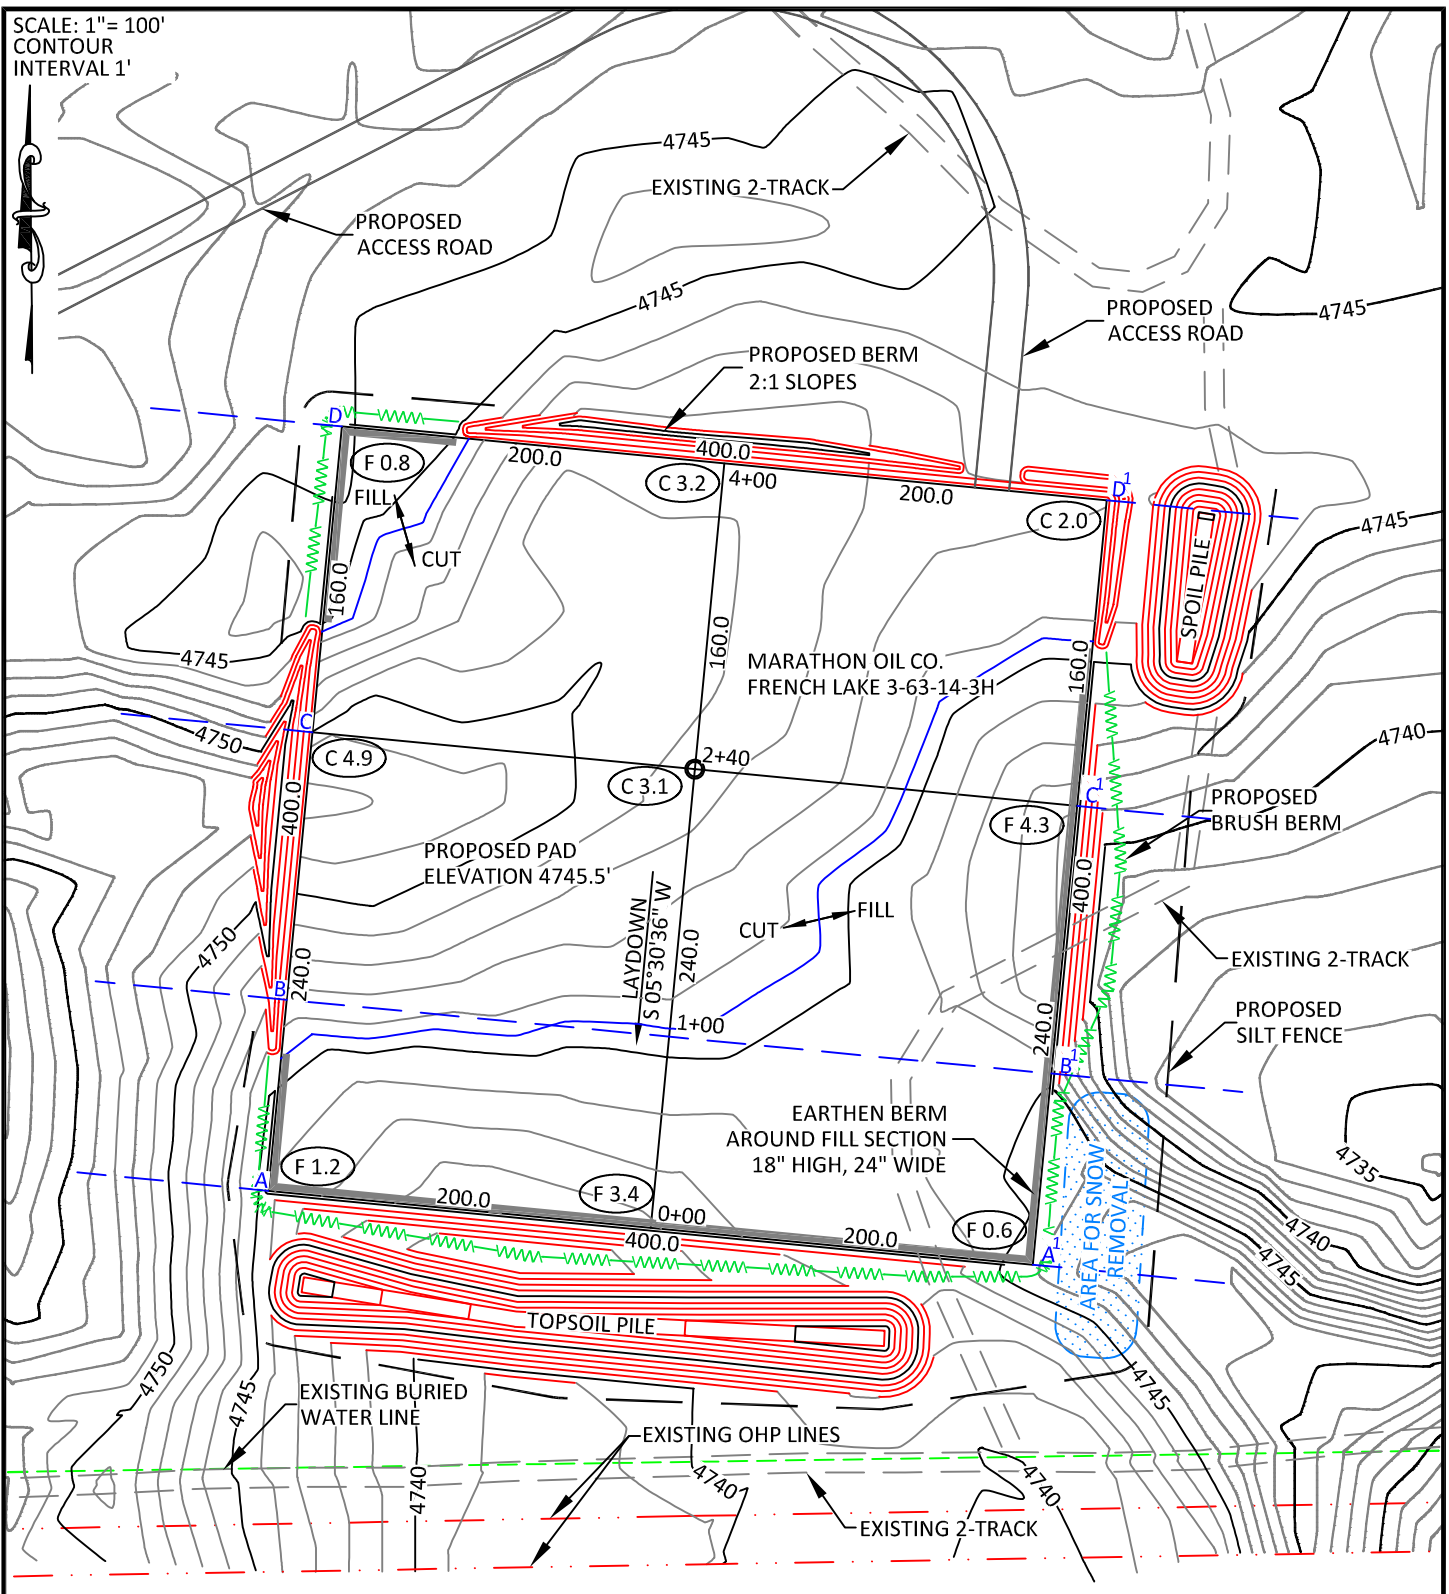 SCALE: 1"= 100'
CONTOUR
INTERVAL 1'
4745
EXISTING 2-TRACK
PROPOSED
ACCESS ROAD
4745
PROPOSED
ACCESS ROAD
4745
PROPOSED BERM
2:1 SLOPES
D
F 0.8
200.0
400.0
C 3.2
4+00
200.0
D1
C 2.0
FILL
CUT
4745
SPOIL PILE
160.0
160.0
160.0
4745
MARATHON OIL CO.
FRENCH LAKE 3-63-14-3H
C
4750
C 4.9
2+40
C 3.1
4740
C1
F 4.3
PROPOSED
BRUSH BERM
400.0
PROPOSED PAD
ELEVATION 4745.5'
400.0
LAYDOWN
S 05°30'36" W
CUT
FILL
4750
240.0
240.0
EXISTING 2-TRACK
B
1+00
240.0
PROPOSED
SILT FENCE
B1
EARTHEN BERM
AROUND FILL SECTION
18" HIGH, 24" WIDE
F 1.2
A
200.0
F 3.4
0+00
400.0
200.0
F 0.6
A1
AREA FOR SNOW
REMOVAL
4735
4740
4745
TOPSOIL PILE
4750
4745
4745
EXISTING BURIED
WATER LINE
EXISTING OHP LINES
4740
4740
4740
EXISTING 2-TRACK